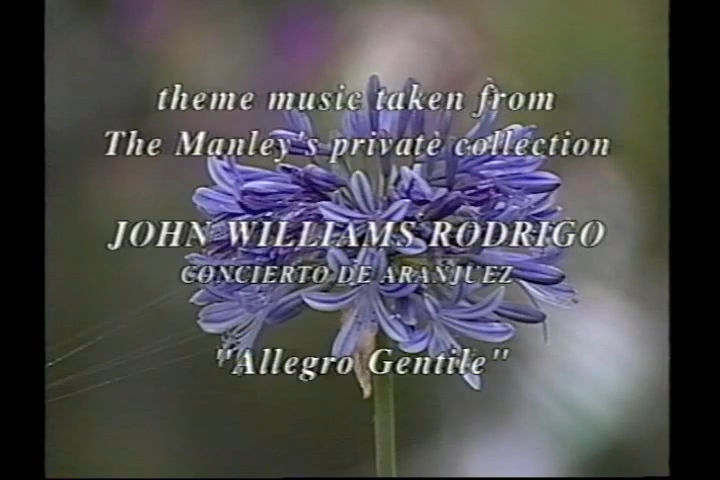 theme music taken from
The Manley's private collection
JOHN WILLIAMS RODRIGO
CONCIERTO DE ARANJUEZ
"Allegro Gentile"